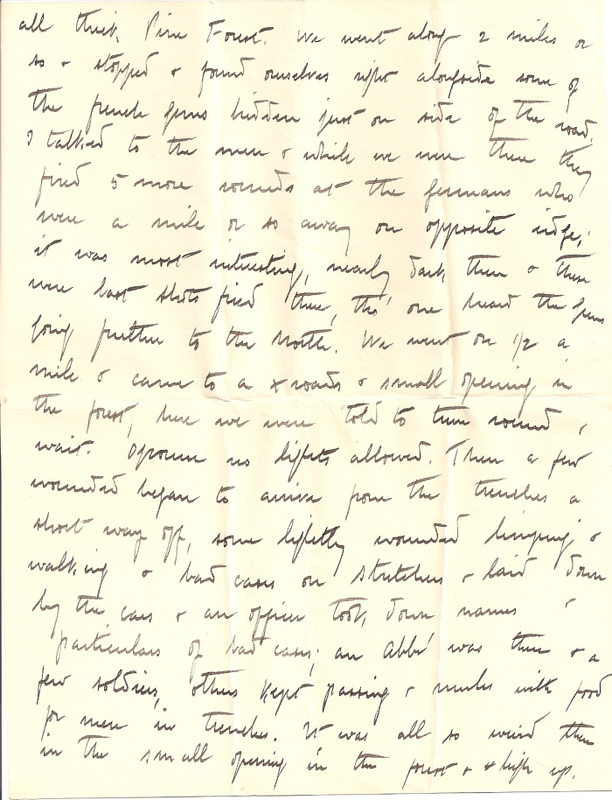 all thick Pine Forest. We went along 2 miles or
so & stopped & found ourselves right alongside some of
the french guns hidden just on side of the road.
I talked to the men & while we were there they
fired 5 more rounds at the germans who
were a mile or so away on opposite ridge;
it was most interesting, nearly dark then & these
were last shots fired there, tho' one heard the guns
going further to the North. We went on 1/2 a
mile & came to a x roads & small opening in
the forest, here we were told to turn round &
wait. Of course no lights allowed. Then a few
wounded began to arrive from the trenches a
short way off, some lightly wounded limping &
walking & bad cases on stretchers & laid down
by the cars & an officer took down names &
particulars of bad cases; an Abbé was there & a
few soldiers, others kept passing & mules with food
for men in trenches. It was all so weird there
in the small opening in the forest & high up.